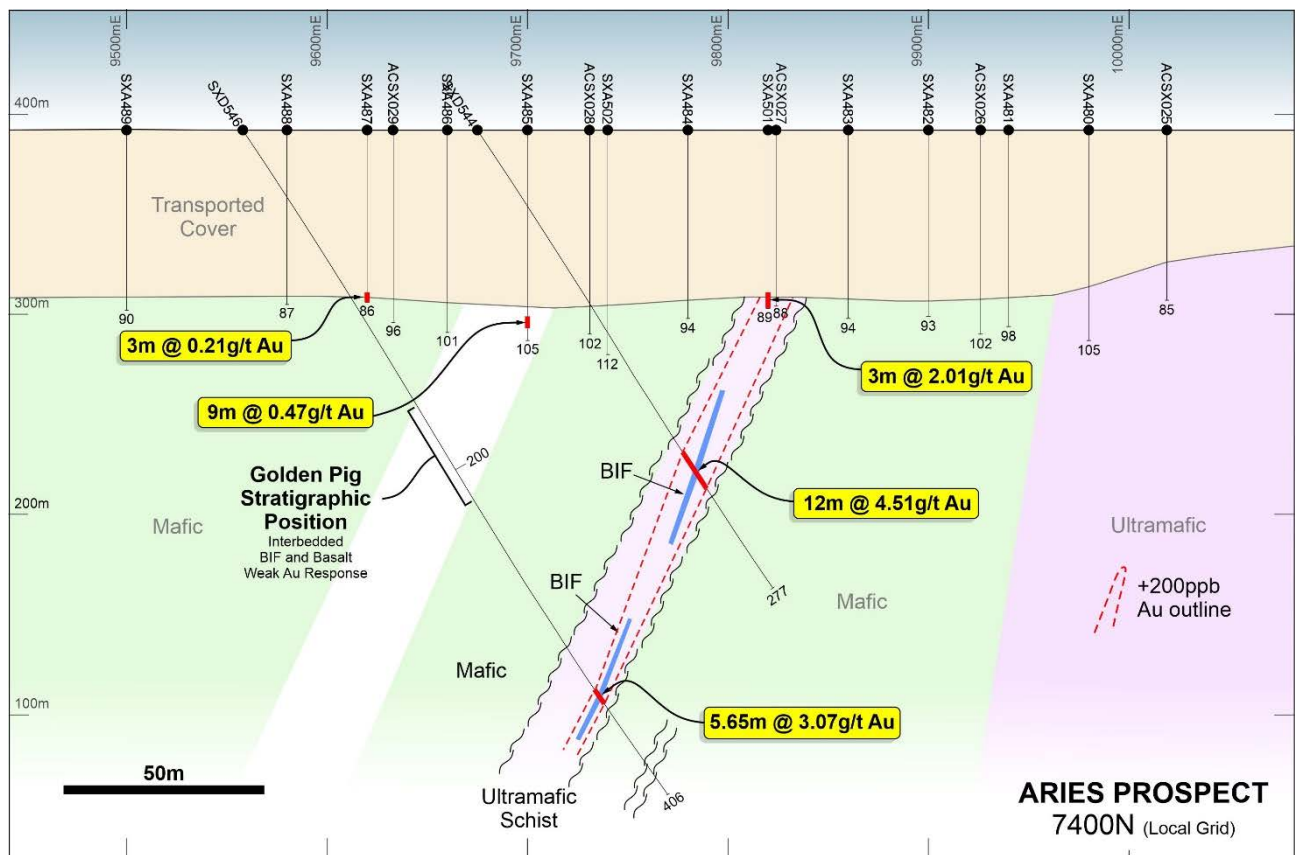 9500mE
9600mE
9700mE
9800mE
9900mE
10000mE
SXA489
SXD546
SXA488
SXA487
ACSX029
SXA486
SXD544
SXA485
ACSX028
SXA502
SXA484
SXA501
ACSX027
SXA483
SXA482
ACSX026
SXA481
SXA480
ACSX025
400m
Transported
Cover
300m
90
87
86
96
101
105
102
112
94
89
88
94
93
102
98
105
85
3m @ 0.21g/t Au
9m @ 0.47g/t Au
3m @ 2.01g/t Au
200
Golden Pig
Stratigraphic
Position
Interbedded
BIF and Basalt
Weak Au Response
BIF
12m @ 4.51g/t Au
200m
Mafic
Ultramafic
277
BIF
Mafic
+200ppb
Au outline
Mafic
100m
5.65m @ 3.07g/t Au
50m
Ultramafic
Schist
406
ARIES PROSPECT
7400N (Local Grid)